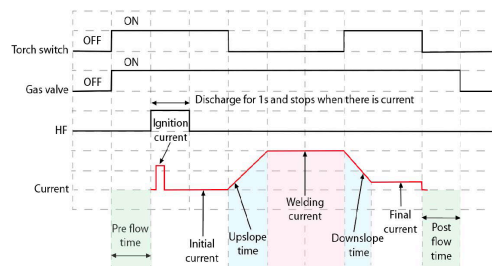 ON
Torch switch
OFF
ON
Gas valve
OFF
Discharge for 1s and stops when there is current
HF
Ignition
current
Current
Pre flow
time
Initial
current
Upslope
time
Welding
current
Downslope
time
Final
current
Post
flow
time